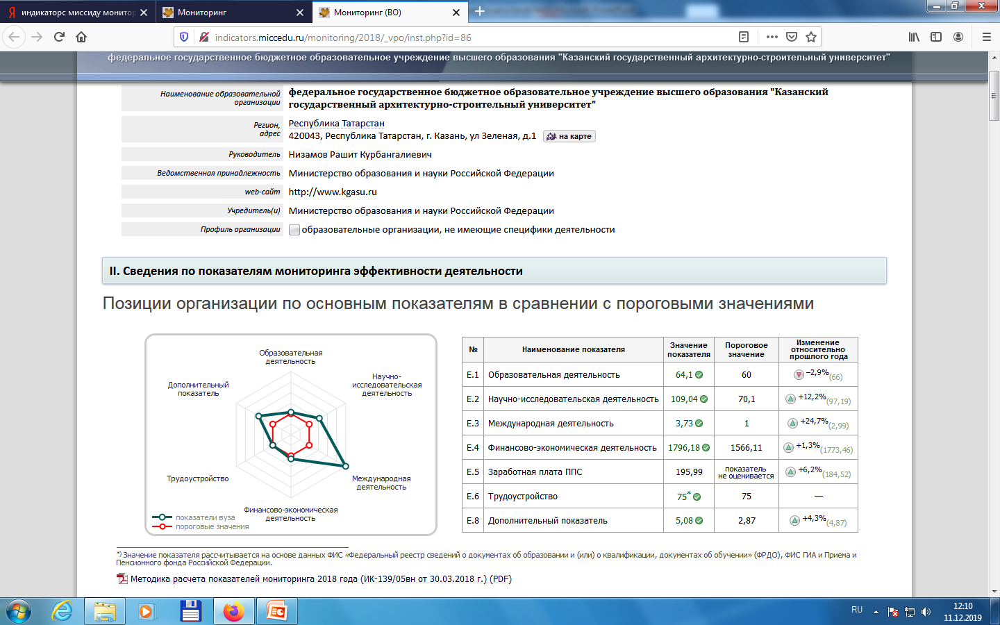 индикаторс миссиду монитор
Мониторинг
Мониторинг (ВО)
indicators.miccedu.ru/monitoring/2018/_vpo/inst.php?id=86
федеральное государственное бюджетное образовательное учреждение высшего образования "Казанский государственный архитектурно-строительный университет"
Наименование образовательной организации
федеральное государственное бюджетное образовательное учреждение высшего образования "Казанский
государственный архитектурно-строительный университет"
Регион, адрес
Республика Татарстан
420043, Республика Татарстан, г. Казань, ул Зеленая, д.1 на карте
Руководитель Низамов Рашит Курбангалиевич
Ведомственная принадлежность Министерство образования и науки Российской Федерации
web-сайт http://www.kgasu.ru
Учредитель(и) Министерство образования и науки Российской Федерации
Профиль организации образовательные организации, не имеющие специфики деятельности
II. Сведения по показателям мониторинга эффективности деятельности
Позиции организации по основным показателям в сравнении с пороговыми значениями
Образовательная
деятельность
Научно-
исследовательская
деятельность
Дополнительный
показатель
Трудоустройство
Международная
деятельность
Финансово-экономическая
деятельность
показатели вуза
пороговые значения
№ Наименование показателя Значение показателя Пороговое значение Изменение относительно прошлого года
E.1 Образовательная деятельность 64,1 60 −2,9% (66)
E.2 Научно-исследовательская деятельность 109,04 70,1 +12,2% (97,19)
E.3 Международная деятельность 3,73 1 +24,7% (2,99)
E.4 Финансово-экономическая деятельность 1796,18 1566,11 +1,3% (1773,46)
E.5 Заработная плата ППС 195,99 показатель не оценивается +6,2% (184,52)
E.6 Трудоустройство 75* 75 —
E.8 Дополнительный показатель 5,08 2,87 +4,3% (4,87)
*) Значение показателя рассчитывается на основе данных ФИС «Федеральный реестр сведений о документах об образовании и (или) о квалификации, документах об обучении» (ФРДО), ФИС ГИА и Приема и
Пенсионного фонда Российской Федерации.
Методика расчета показателей мониторинга 2018 года (ИК-139/05вн от 30.03.2018 г.) (PDF)
RU
12:10
11.12.2019